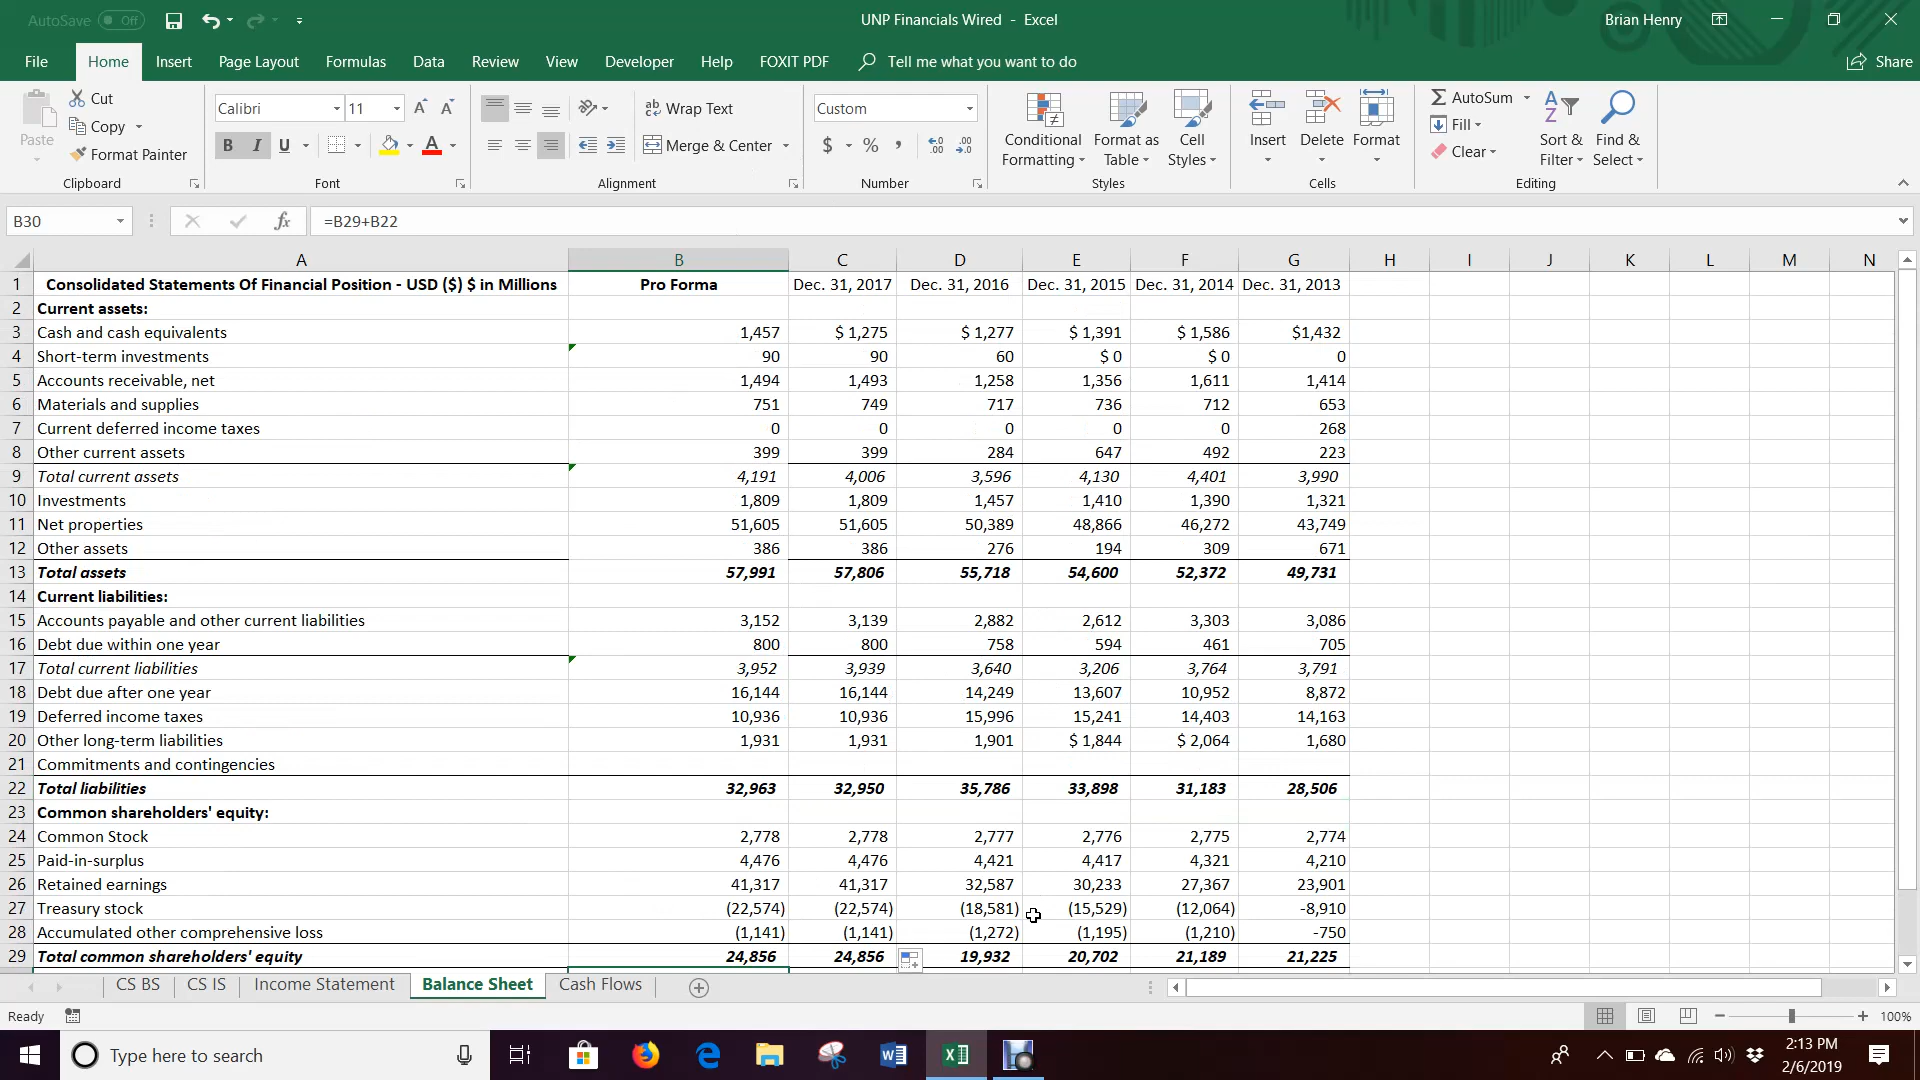 AutoSave Off
UNP Financials Wired - Excel
Brian Henry
File Home Insert Page Layout Formulas Data Review View Developer Help FOXIT PDF Tell me what you want to do Share
Paste
Cut
Copy
Format Painter
Clipboard
Calibri 11
B I U
Font
Wrap Text
Merge & Center
Alignment
Custom
$ % ,
Number
Conditional Formatting
Format as Table
Cell Styles
Styles
Insert Delete Format
Cells
AutoSum
Fill
Clear
Sort & Filter
Find & Select
Editing
B30 fx =B29+B22
A B C D E F G H I J K L M N
1 Consolidated Statements Of Financial Position - USD ($) $ in Millions Pro Forma Dec. 31, 2017 Dec. 31, 2016 Dec. 31, 2015 Dec. 31, 2014 Dec. 31, 2013
2 Current assets:
3 Cash and cash equivalents 1,457 $ 1,275 $ 1,277 $ 1,391 $ 1,586 $1,432
4 Short-term investments 90 90 60 $ 0 $ 0 0
5 Accounts receivable, net 1,494 1,493 1,258 1,356 1,611 1,414
6 Materials and supplies 751 749 717 736 712 653
7 Current deferred income taxes 0 0 0 0 0 268
8 Other current assets 399 399 284 647 492 223
9 Total current assets 4,191 4,006 3,596 4,130 4,401 3,990
10 Investments 1,809 1,809 1,457 1,410 1,390 1,321
11 Net properties 51,605 51,605 50,389 48,866 46,272 43,749
12 Other assets 386 386 276 194 309 671
13 Total assets 57,991 57,806 55,718 54,600 52,372 49,731
14 Current liabilities:
15 Accounts payable and other current liabilities 3,152 3,139 2,882 2,612 3,303 3,086
16 Debt due within one year 800 800 758 594 461 705
17 Total current liabilities 3,952 3,939 3,640 3,206 3,764 3,791
18 Debt due after one year 16,144 16,144 14,249 13,607 10,952 8,872
19 Deferred income taxes 10,936 10,936 15,996 15,241 14,403 14,163
20 Other long-term liabilities 1,931 1,931 1,901 $ 1,844 $ 2,064 1,680
21 Commitments and contingencies
22 Total liabilities 32,963 32,950 35,786 33,898 31,183 28,506
23 Common shareholders' equity:
24 Common Stock 2,778 2,778 2,777 2,776 2,775 2,774
25 Paid-in-surplus 4,476 4,476 4,421 4,417 4,321 4,210
26 Retained earnings 41,317 41,317 32,587 30,233 27,367 23,901
27 Treasury stock (22,574) (22,574) (18,581) (15,529) (12,064) -8,910
28 Accumulated other comprehensive loss (1,141) (1,141) (1,272) (1,195) (1,210) -750
29 Total common shareholders' equity 24,856 24,856 19,932 20,702 21,189 21,225
CS BS CS IS Income Statement Balance Sheet Cash Flows
Ready 100%
Type here to search
2:13 PM
2/6/2019